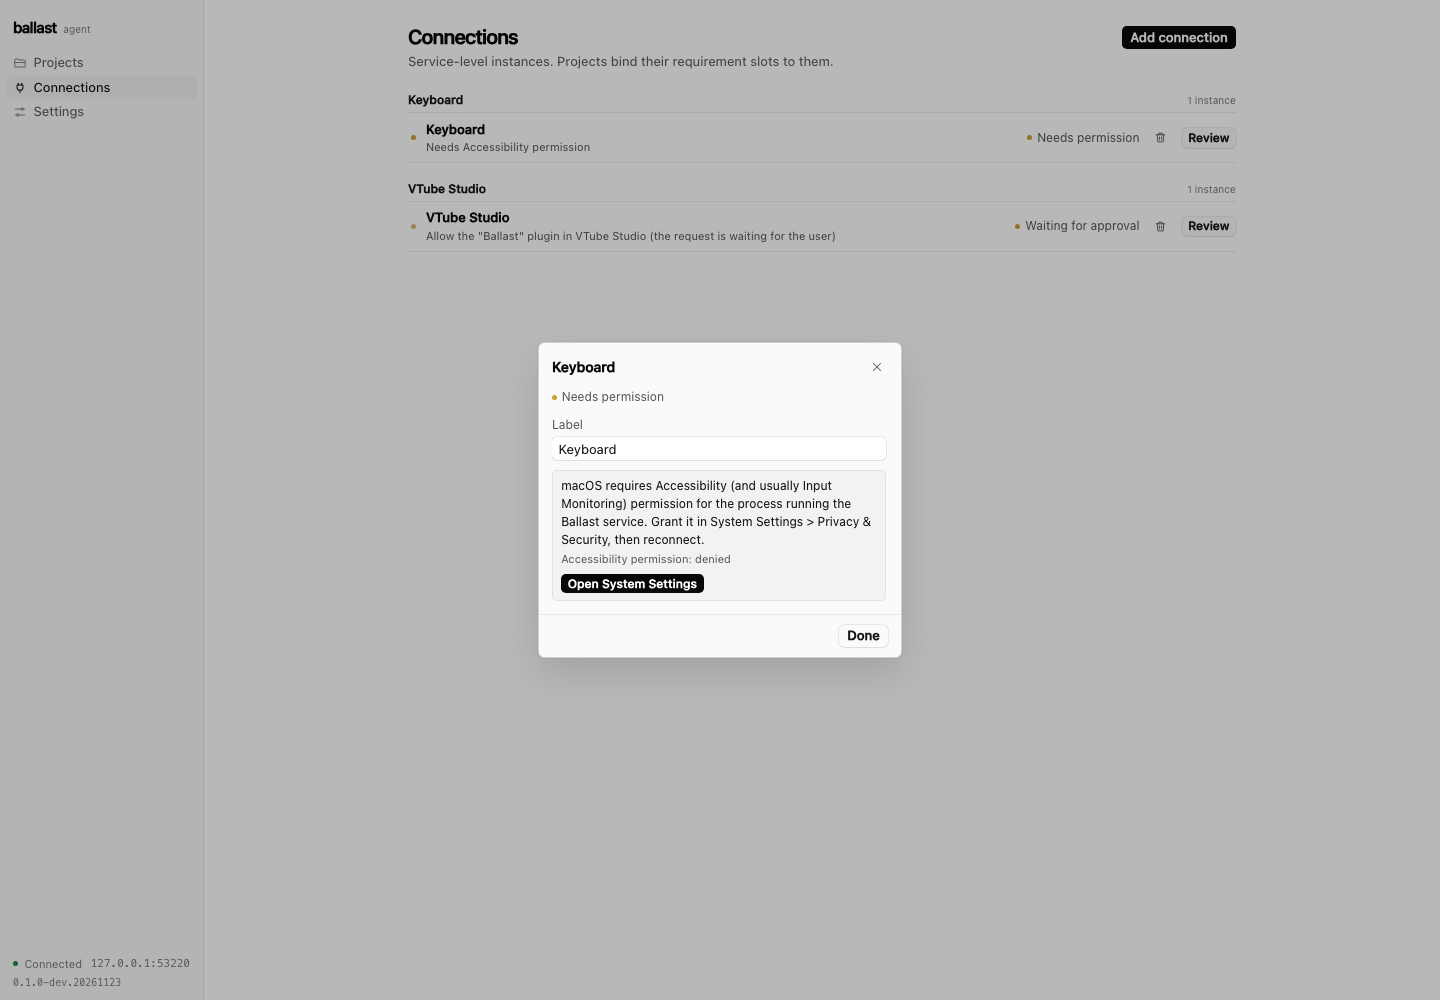 ballast agent
Projects
Connections
Settings
Connections
Add connection
Service-level instances. Projects bind their requirement slots to them.
Keyboard
1 instance
Keyboard
Needs Accessibility permission
Needs permission
Review
VTube Studio
1 instance
VTube Studio
Allow the "Ballast" plugin in VTube Studio (the request is waiting for the user)
Waiting for approval
Review
Keyboard
Needs permission
Label
Keyboard
macOS requires Accessibility (and usually Input
Monitoring) permission for the process running the
Ballast service. Grant it in System Settings > Privacy &
Security, then reconnect.
Accessibility permission: denied
Open System Settings
Done
Connected 127.0.0.1:53220
0.1.0-dev.20261123